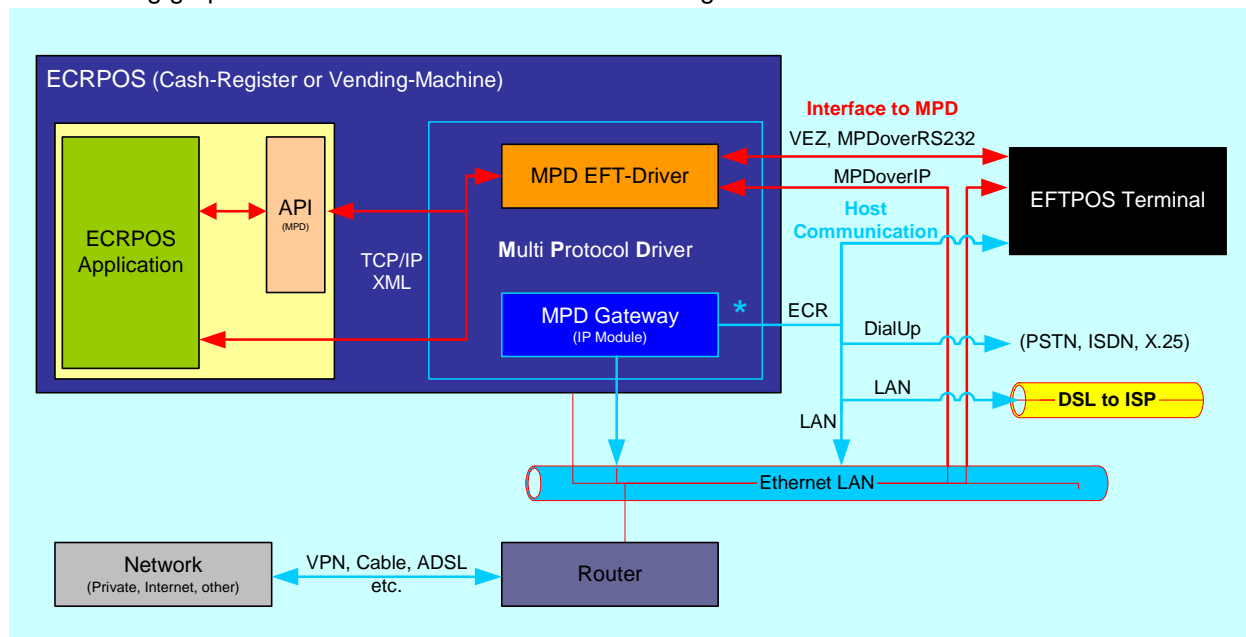 ECRPOS (Cash-Register or Vending-Machine)
Interface to MPD
VEZ, MPDoverRS232
MPD EFT-Driver
MPDoverIP
EFTPOS Terminal
API
(MPD)
Host
Communication
ECRPOS
Application
TCP/IP
XML
Multi Protocol Driver
MPD Gateway
(IP Module)
*
ECR
DialUp
(PSTN, ISDN, X.25)
LAN
DSL to ISP
LAN
Ethernet LAN
Network
(Private, Internet, other)
VPN, Cable, ADSL
etc.
Router